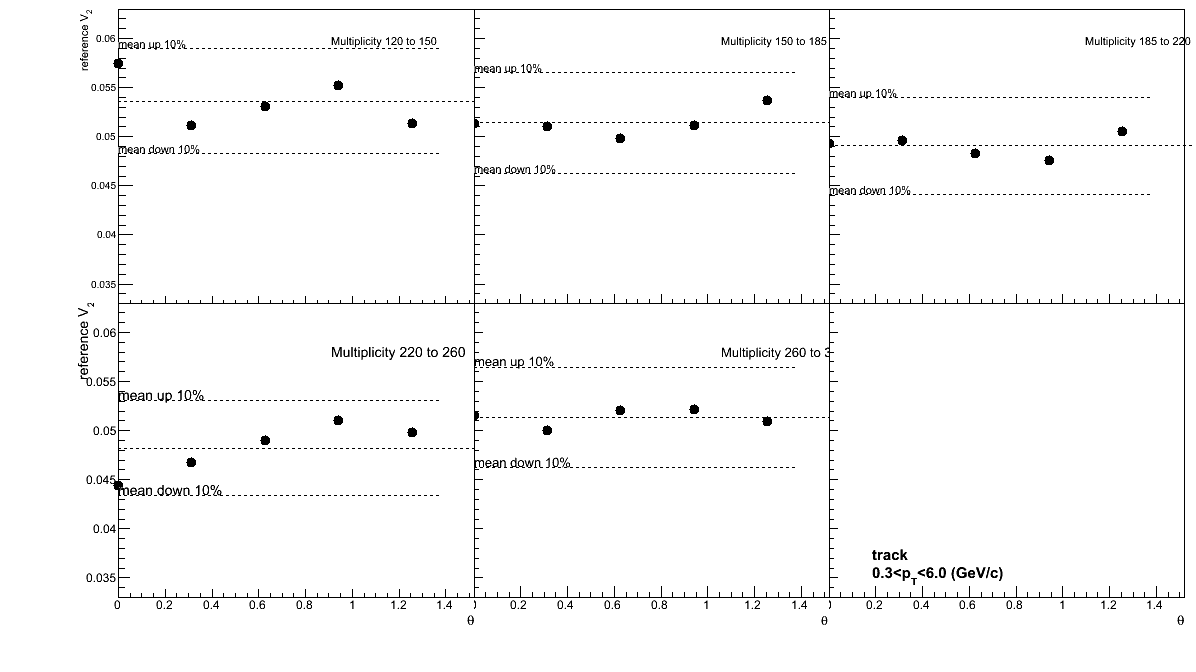 reference V2
0.06
0.055
0.05
0.045
0.04
0.035
mean up 10%
Multiplicity 120 to 150
mean down 10%
mean up 10%
Multiplicity 150 to 185
mean down 10%
mean up 10%
Multiplicity 185 to 220
mean down 10%
reference V2
0.06
0.055
0.05
0.045
0.04
0.035
mean up 10%
Multiplicity 220 to 260
mean down 10%
mean up 10%
Multiplicity 260 to 3
mean down 10%
track
0.3<pT<6.0 (GeV/c)
0 0.2 0.4 0.6 0.8 1 1.2 1.4
0.2 0.4 0.6 0.8 1 1.2 1.4
0.2 0.4 0.6 0.8 1 1.2 1.4
θ θ θ